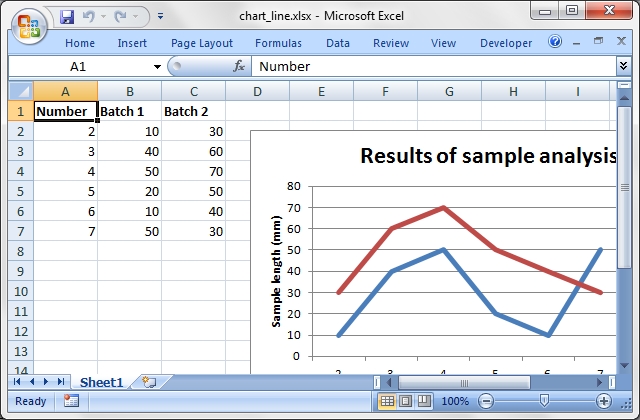 chart_line.xlsx - Microsoft Excel
Home Insert Page Layout Formulas Data Review View Developer
A1 fx Number
A B C D E F G H I
1 Number Batch 1 Batch 2
2 2 10 30
3 3 40 60
4 4 50 70
5 5 20 50
6 6 10 40
7 7 50 30
8
9
10
11
12
13
14
Results of sample analysis
Sample length (mm)
80
70
60
50
40
30
20
10
0
2 3 4 5 6 7
Sheet1
Ready 100%